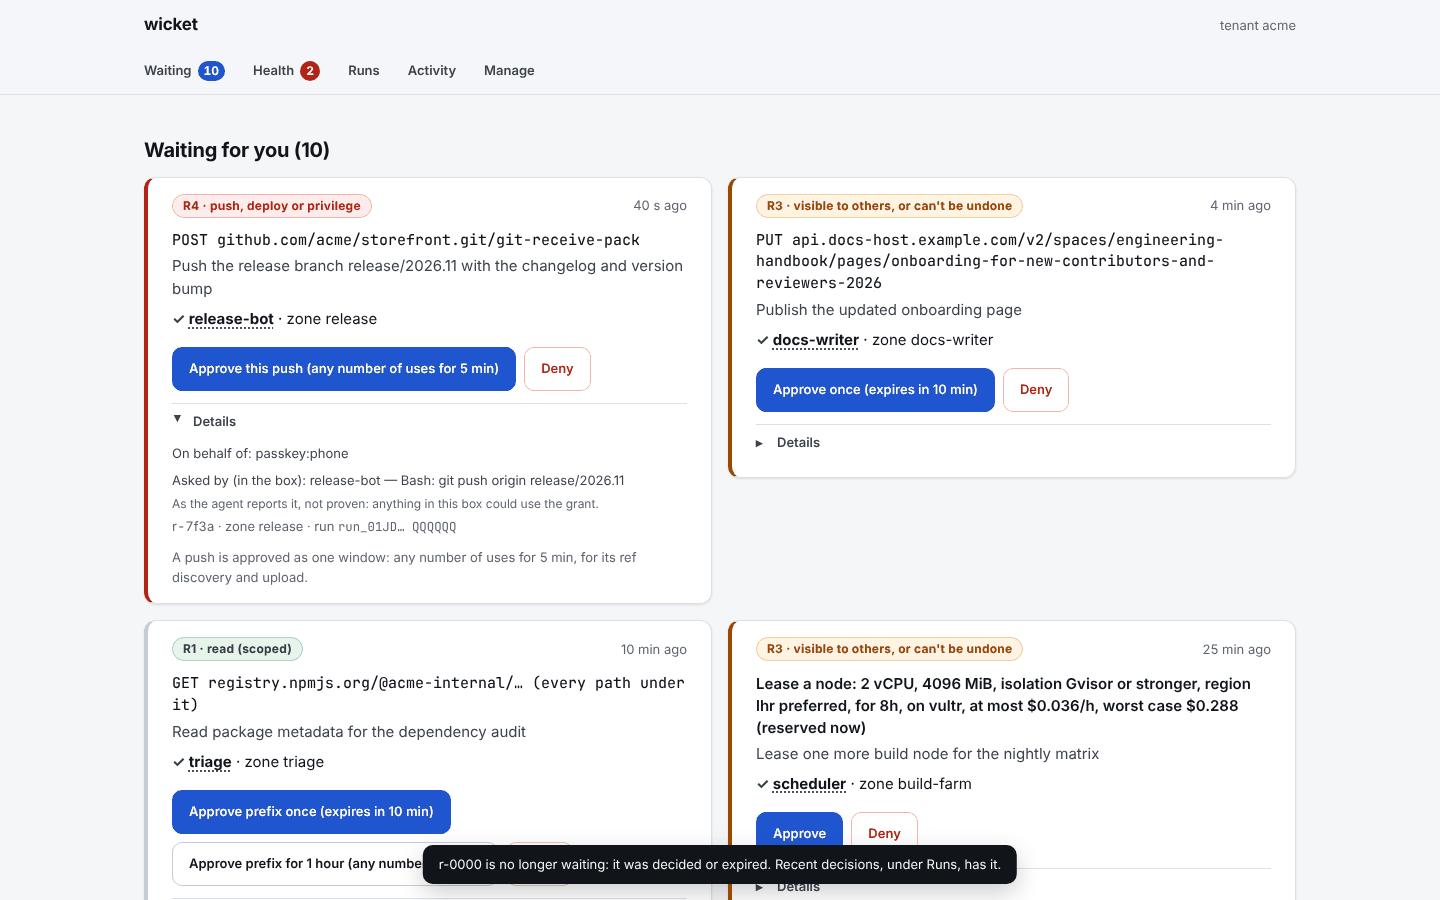 wicket
tenant acme
Waiting 10 Health 2 Runs Activity Manage
Waiting for you (10)
R4 · push, deploy or privilege
40 s ago
POST github.com/acme/storefront.git/git-receive-pack
Push the release branch release/2026.11 with the changelog and version
bump
✓ release-bot · zone release
Approve this push (any number of uses for 5 min)
Deny
▼ Details
On behalf of: passkey:phone
Asked by (in the box): release-bot — Bash: git push origin release/2026.11
As the agent reports it, not proven: anything in this box could use the grant.
r-7f3a · zone release · run run_01JD… QQQQQQ
A push is approved as one window: any number of uses for 5 min, for its ref
discovery and upload.
R3 · visible to others, or can't be undone
4 min ago
PUT api.docs-host.example.com/v2/spaces/engineering-
handbook/pages/onboarding-for-new-contributors-and-
reviewers-2026
Publish the updated onboarding page
✓ docs-writer · zone docs-writer
Approve once (expires in 10 min)
Deny
▶ Details
R1 · read (scoped)
10 min ago
GET registry.npmjs.org/@acme-internal/… (every path under
it)
Read package metadata for the dependency audit
✓ triage · zone triage
Approve prefix once (expires in 10 min)
Approve prefix for 1 hour (any numbe
R3 · visible to others, or can't be undone
25 min ago
Lease a node: 2 vCPU, 4096 MiB, isolation Gvisor or stronger, region
lhr preferred, for 8h, on vultr, at most $0.036/h, worst case $0.288
(reserved now)
Lease one more build node for the nightly matrix
✓ scheduler · zone build-farm
Approve
Deny
▶ Details
r-0000 is no longer waiting: it was decided or expired. Recent decisions, under Runs, has it.